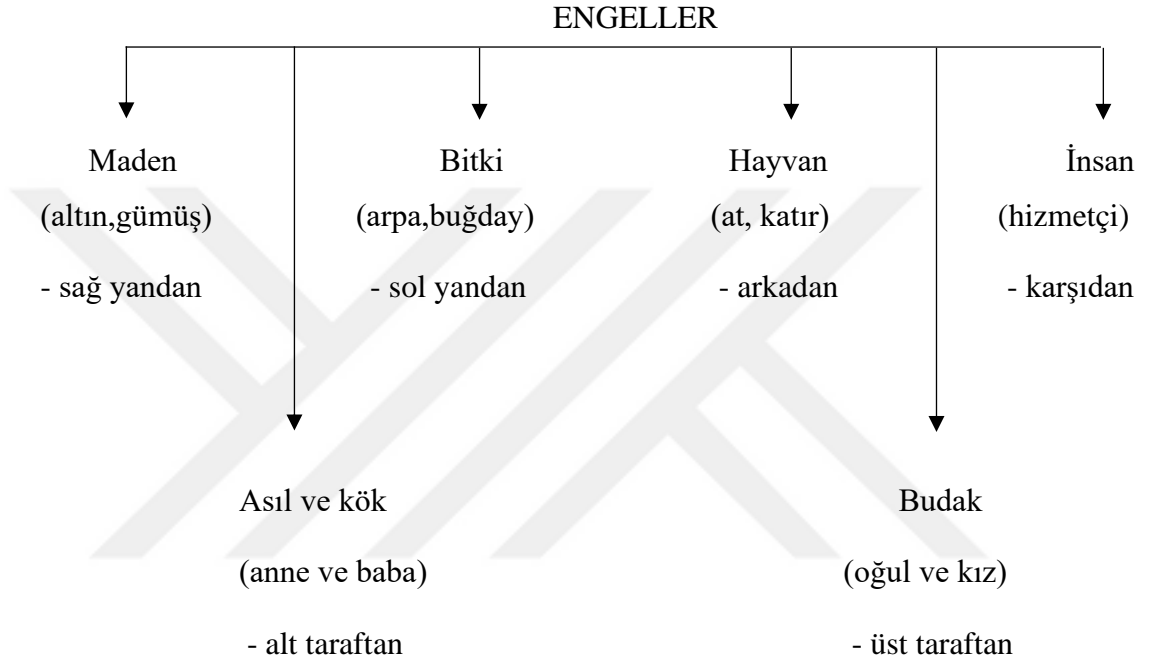 ENGELLER
Maden
(altın,gümüş)
- sağ yandan
Bitki
(arpa,buğday)
- sol yandan
Hayvan
(at, katır)
- arkadan
İnsan
(hizmetçi)
- karşıdan
Asıl ve kök
(anne ve baba)
- alt taraftan
Budak
(oğul ve kız)
- üst taraftan